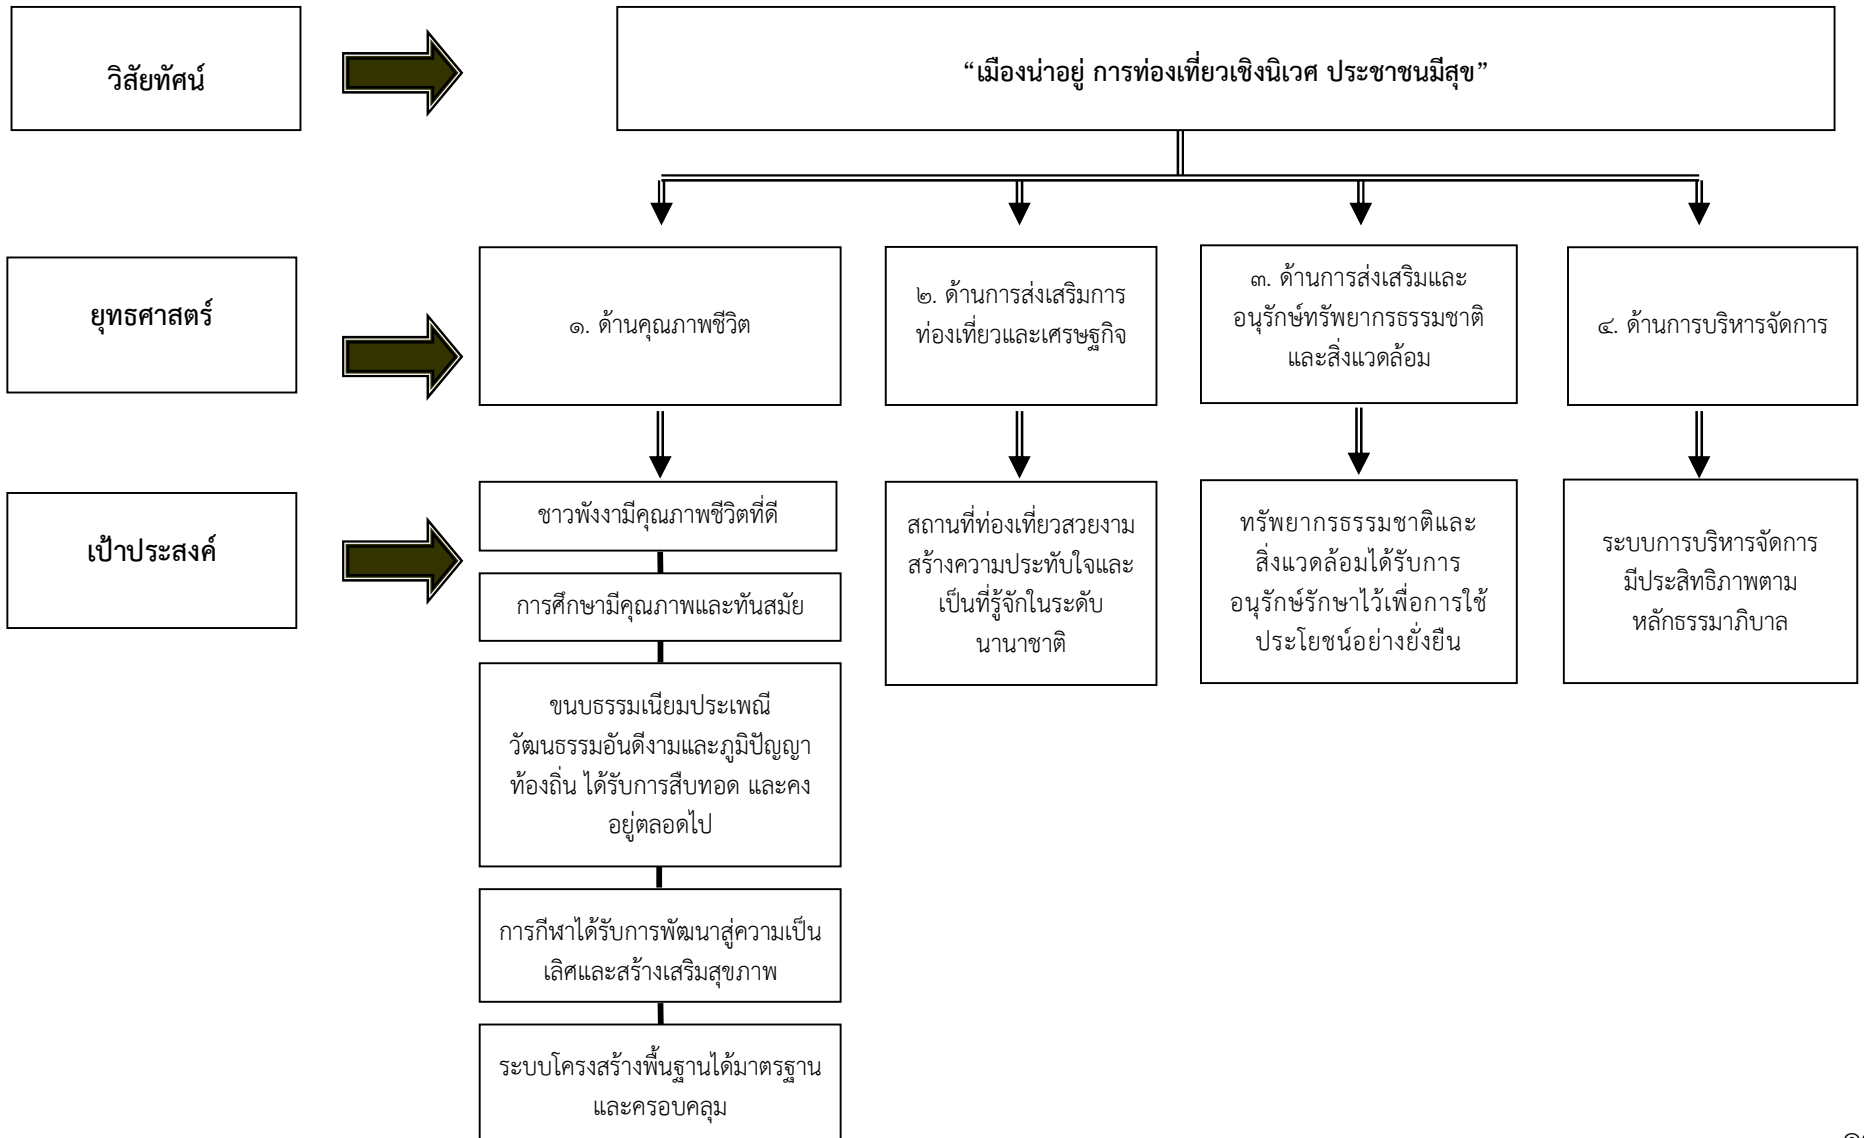 วิสัยทัศน์
“เมืองน่าอยู่ การท่องเที่ยวเชิงนิเวศ ประชาชนมีสุข”
ยุทธศาสตร์
๑. ด้านคุณภาพชีวิต
๒. ด้านการส่งเสริมการ
ท่องเที่ยวและเศรษฐกิจ
๓. ด้านการส่งเสริมและ
อนุรักษ์ทรัพยากรธรรมชาติ
และสิ่งแวดล้อม
๔. ด้านการบริหารจัดการ
เป้าประสงค์
ชาวพังงามีคุณภาพชีวิตที่ดี
การศึกษามีคุณภาพและทันสมัย
ขนบธรรมเนียมประเพณี
วัฒนธรรมอันดีงามและภูมิปัญญา
ท้องถิ่น ได้รับการสืบทอด และคง
อยู่ตลอดไป
การกีฬาได้รับการพัฒนาสู่ความเป็น
เลิศและสร้างเสริมสุขภาพ
ระบบโครงสร้างพื้นฐานได้มาตรฐาน
และครอบคลุม
สถานที่ท่องเที่ยวสวยงาม
สร้างความประทับใจและ
เป็นที่รู้จักในระดับ
นานาชาติ
ทรัพยากรธรรมชาติและ
สิ่งแวดล้อมได้รับการ
อนุรักษ์รักษาไว้เพื่อการใช้
ประโยชน์อย่างยั่งยืน
ระบบการบริหารจัดการ
มีประสิทธิภาพตาม
หลักธรรมาภิบาล